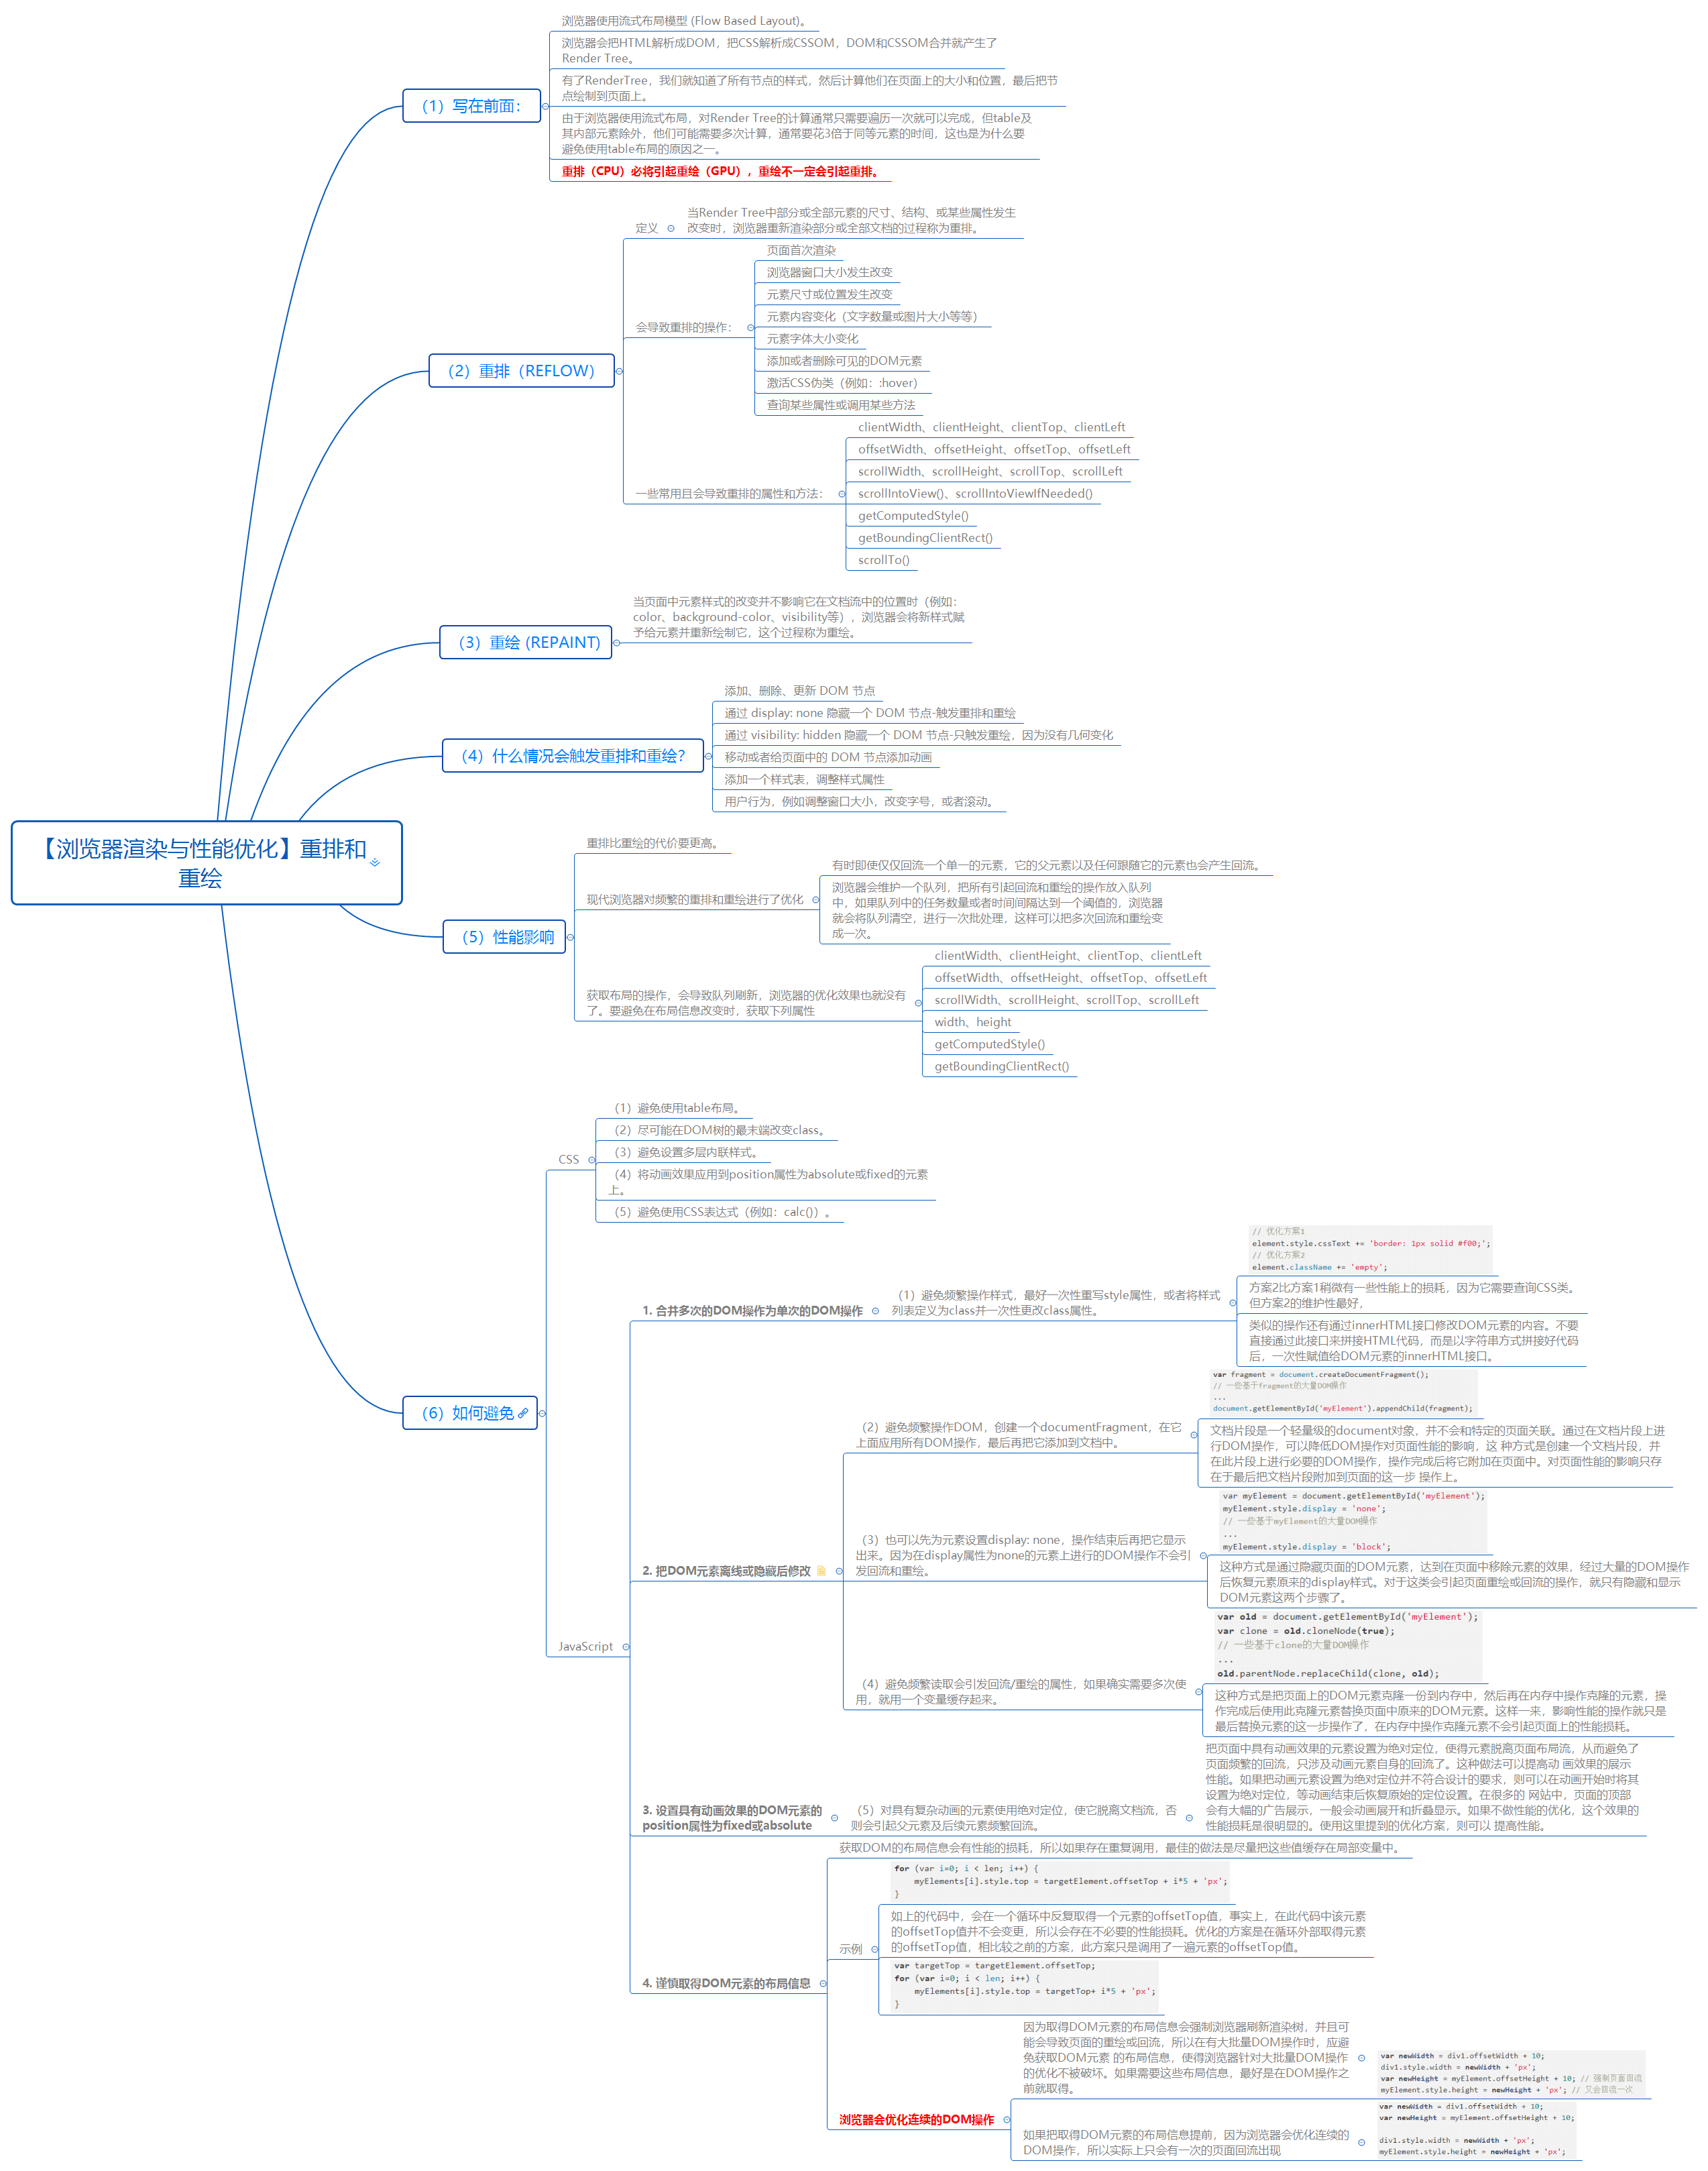 【浏览器渲染与性能优化】重排和
重绘
（1）写在前面：
浏览器使用流式布局模型 (Flow Based Layout)。
浏览器会把HTML解析成DOM，把CSS解析成CSSOM，DOM和CSSOM合并就产生了
Render Tree。
有了RenderTree，我们就知道了所有节点的样式，然后计算他们在页面上的大小和位置，最后把节
点绘制到页面上。
由于浏览器使用流式布局，对Render Tree的计算通常只需要遍历一次就可以完成，但table及
其内部元素除外，他们可能需要多次计算，通常要花3倍于同等元素的时间，这也是为什么要
避免使用table布局的原因之一。
重排（CPU）必将引起重绘（GPU），重绘不一定会引起重排。
（2）重排（REFLOW）
定义
当Render Tree中部分或全部元素的尺寸、结构、或某些属性发生
改变时，浏览器重新渲染部分或全部文档的过程称为重排。
会导致重排的操作：
页面首次渲染
浏览器窗口大小发生改变
元素尺寸或位置发生改变
元素内容变化（文字数量或图片大小等等）
元素字体大小变化
添加或者删除可见的DOM元素
激活CSS伪类（例如：:hover）
查询某些属性或调用某些方法
一些常用且会导致重排的属性和方法：
clientWidth、clientHeight、clientTop、clientLeft
offsetWidth、offsetHeight、offsetTop、offsetLeft
scrollWidth、scrollHeight、scrollTop、scrollLeft
scrollIntoView()、scrollIntoViewIfNeeded()
getComputedStyle()
getBoundingClientRect()
scrollTo()
（3）重绘 (REPAINT)
当页面中元素样式的改变并不影响它在文档流中的位置时（例如：
color、background-color、visibility等），浏览器会将新样式赋
予给元素并重新绘制它，这个过程称为重绘。
（4）什么情况会触发重排和重绘？
添加、删除、更新 DOM 节点
通过 display: none 隐藏一个 DOM 节点-触发重排和重绘
通过 visibility: hidden 隐藏一个 DOM 节点-只触发重绘，因为没有几何变化
移动或者给页面中的 DOM 节点添加动画
添加一个样式表，调整样式属性
用户行为，例如调整窗口大小，改变字号，或者滚动。
（5）性能影响
重排比重绘的代价要更高。
现代浏览器对频繁的重排和重绘进行了优化
有时即使仅仅回流一个单一的元素，它的父元素以及任何跟随它的元素也会产生回流。
浏览器会维护一个队列，把所有引起回流和重绘的操作放入队列
中，如果队列中的任务数量或者时间间隔达到一个阈值的，浏览器
就会将队列清空，进行一次批处理，这样可以把多次回流和重绘变
成一次。
获取布局的操作，会导致队列刷新，浏览器的优化效果也就没有
了。要避免在布局信息改变时，获取下列属性
clientWidth、clientHeight、clientTop、clientLeft
offsetWidth、offsetHeight、offsetTop、offsetLeft
scrollWidth、scrollHeight、scrollTop、scrollLeft
width、height
getComputedStyle()
getBoundingClientRect()
（6）如何避免
CSS
（1）避免使用table布局。
（2）尽可能在DOM树的最末端改变class。
（3）避免设置多层内联样式。
（4）将动画效果应用到position属性为absolute或fixed的元素
上。
（5）避免使用CSS表达式（例如：calc()）。
JavaScript
1. 合并多次的DOM操作为单次的DOM操作
（1）避免频繁操作样式，最好一次性重写style属性，或者将样式
列表定义为class并一次性更改class属性。
// 优化方案1
element.style.cssText += 'border: 1px solid #f00;';
// 优化方案2
element.className += 'empty';
方案2比方案1稍微有一些性能上的损耗，因为它需要查询CSS类。
但方案2的维护性最好，
类似的操作还有通过innerHTML接口修改DOM元素的内容。不要
直接通过此接口来拼接HTML代码，而是以字符串方式拼接好代码
后，一次性赋值给DOM元素的innerHTML接口。
2. 把DOM元素离线或隐藏后修改
（2）避免频繁操作DOM，创建一个documentFragment，在它
上面应用所有DOM操作，最后再把它添加到文档中。
var fragment = document.createDocumentFragment();
// 一些基于fragment的大量DOM操作
...
document.getElementById('myElement').appendChild(fragment);
文档片段是一个轻量级的document对象，并不会和特定的页面关联。通过在文档片段上进
行DOM操作，可以降低DOM操作对页面性能的影响，这 种方式是创建一个文档片段，并
在此片段上进行必要的DOM操作，操作完成后将它附加在页面中。对页面性能的影响只存
在于最后把文档片段附加到页面的这一步 操作上。
（3）也可以先为元素设置display: none，操作结束后再把它显示
出来。因为在display属性为none的元素上进行的DOM操作不会引
发回流和重绘。
var myElement = document.getElementById('myElement');
myElement.style.display = 'none';
// 一些基于myElement的大量DOM操作
...
myElement.style.display = 'block';
这种方式是通过隐藏页面的DOM元素，达到在页面中移除元素的效果，经过大量的DOM操作
后恢复元素原来的display样式。对于这类会引起页面重绘或回流的操作，就只有隐藏和显示
DOM元素这两个步骤了。
（4）避免频繁读取会引发回流/重绘的属性，如果确实需要多次使
用，就用一个变量缓存起来。
var old = document.getElementById('myElement');
var clone = old.cloneNode(true);
// 一些基于clone的大量DOM操作
...
old.parentNode.replaceChild(clone, old);
这种方式是把页面上的DOM元素克隆一份到内存中，然后再在内存中操作克隆的元素，操
作完成后使用此克隆元素替换页面中原来的DOM元素。这样一来，影响性能的操作就只是
最后替换元素的这一步操作了，在内存中操作克隆元素不会引起页面上的性能损耗。
3. 设置具有动画效果的DOM元素的
position属性为fixed或absolute
（5）对具有复杂动画的元素使用绝对定位，使它脱离文档流，否
则会引起父元素及后续元素频繁回流。
把页面中具有动画效果的元素设置为绝对定位，使得元素脱离页面布局流，从而避免了
页面频繁的回流，只涉及动画元素自身的回流了。这种做法可以提高动 画效果的展示
性能。如果把动画元素设置为绝对定位并不符合设计的要求，则可以在动画开始时将其
设置为绝对定位，等动画结束后恢复原始的定位设置。在很多的 网站中，页面的顶部
会有大幅的广告展示，一般会动画展开和折叠显示。如果不做性能的优化，这个效果的
性能损耗是很明显的。使用这里提到的优化方案，则可以 提高性能。
4. 谨慎取得DOM元素的布局信息
获取DOM的布局信息会有性能的损耗，所以如果存在重复调用，最佳的做法是尽量把这些值缓存在局部变量中。
示例
for (var i=0; i < len; i++) {
myElements[i].style.top = targetElement.offsetTop + i*5 + 'px';
}
如上的代码中，会在一个循环中反复取得一个元素的offsetTop值，事实上，在此代码中该元素
的offsetTop值并不会变更，所以会存在不必要的性能损耗。优化的方案是在循环外部取得元素
的offsetTop值，相比较之前的方案，此方案只是调用了一遍元素的offsetTop值。
var targetTop = targetElement.offsetTop;
for (var i=0; i < len; i++) {
myElements[i].style.top = targetTop+ i*5 + 'px';
}
浏览器会优化连续的DOM操作
因为取得DOM元素的布局信息会强制浏览器刷新渲染树，并且可
能会导致页面的重绘或回流，所以在有大批量DOM操作时，应避
免获取DOM元素 的布局信息，使得浏览器针对大批量DOM操作
的优化不被破坏。如果需要这些布局信息，最好是在DOM操作之
前就取得。
var newWidth = div1.offsetWidth + 10;
div1.style.width = newWidth + 'px';
var newHeight = myElement.offsetHeight + 10; // 强制页面回流
myElement.style.height = newHeight + 'px'; // 又会回流一次
如果把取得DOM元素的布局信息提前，因为浏览器会优化连续的
DOM操作，所以实际上只会有一次的页面回流出现
var newWidth = div1.offsetWidth + 10;
var newHeight = myElement.offsetHeight + 10;
div1.style.width = newWidth + 'px';
myElement.style.height = newHeight + 'px';